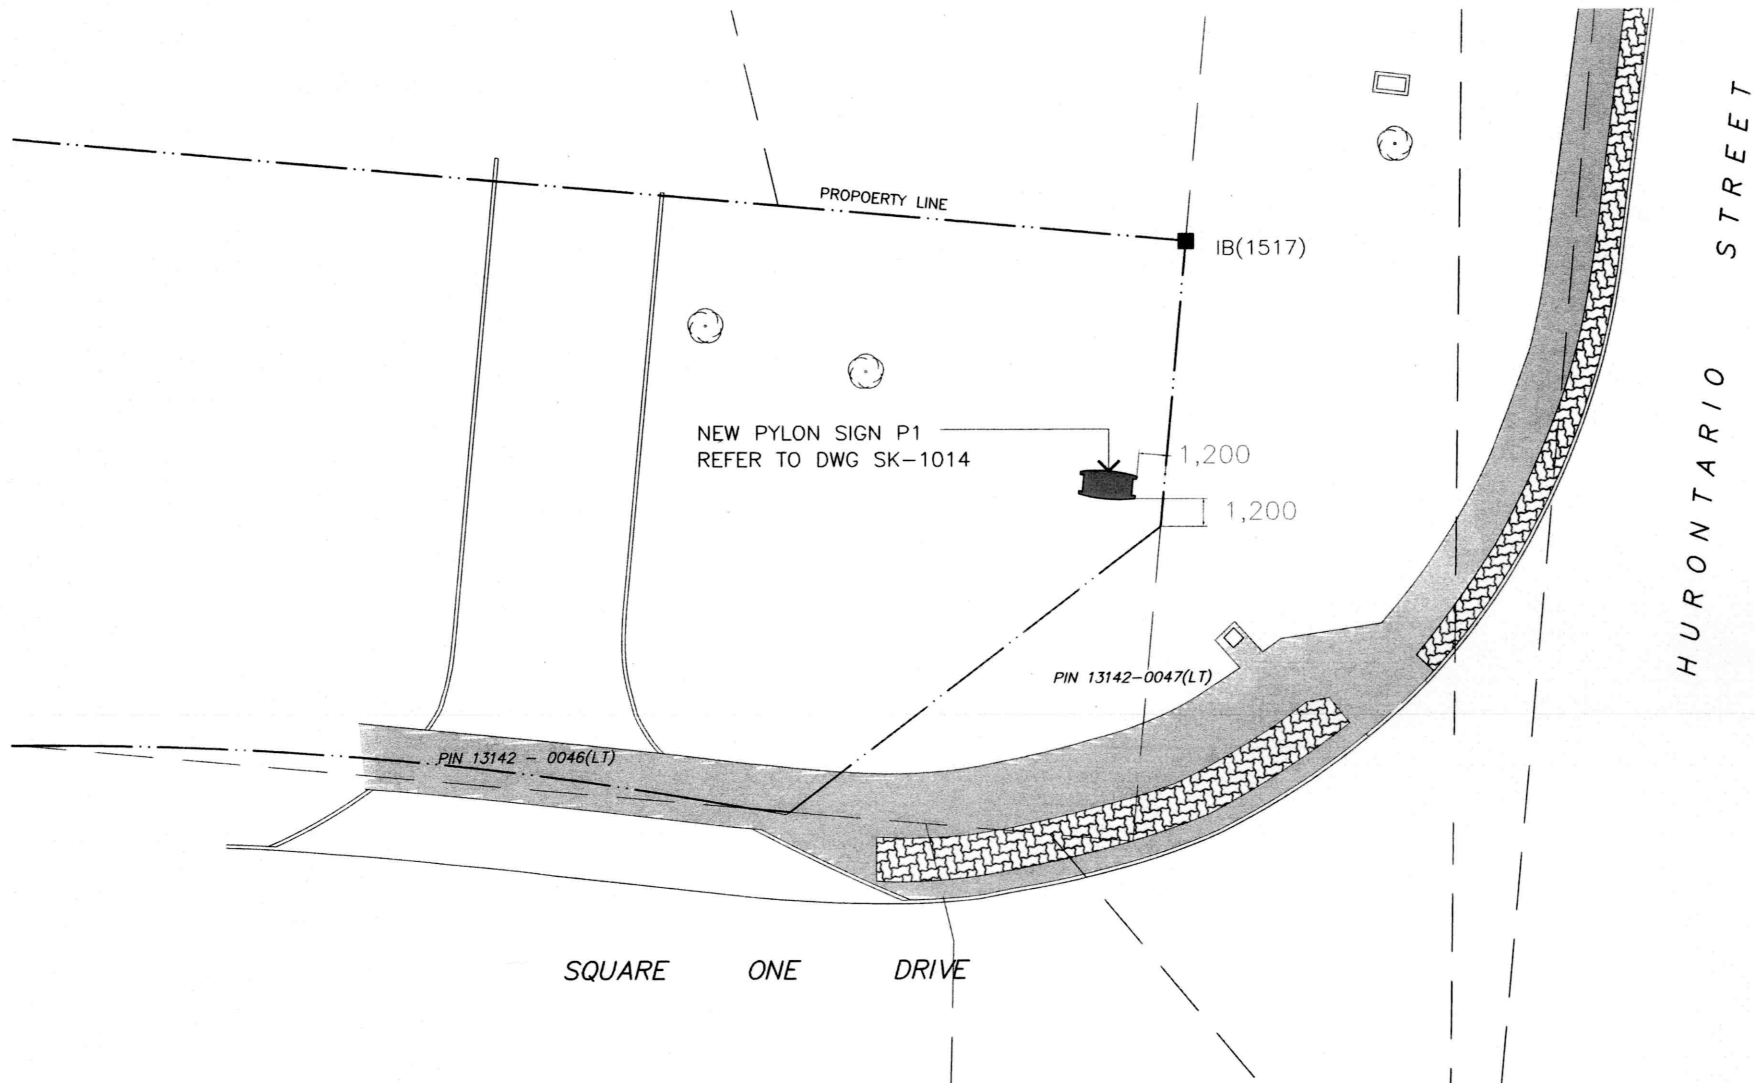 PROPOERTY LINE
IB(1517)
NEW PYLON SIGN P1
REFER TO DWG SK-1014
1,200
1,200
PIN 13142-0047(LT)
PIN 13142 - 0046(LT)
SQUARE ONE DRIVE
HURONTARIO STREET